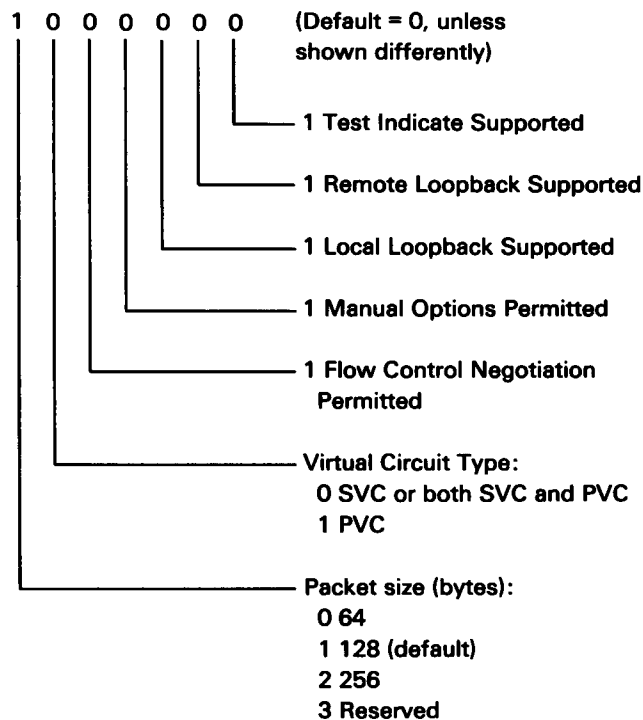 1 0 0 0 0 0 0 (Default = 0, unless
shown differently)
1 Test Indicate Supported
1 Remote Loopback Supported
1 Local Loopback Supported
1 Manual Options Permitted
1 Flow Control Negotiation
Permitted
Virtual Circuit Type:
0 SVC or both SVC and PVC
1 PVC
Packet size (bytes):
0 64
1 128 (default)
2 256
3 Reserved